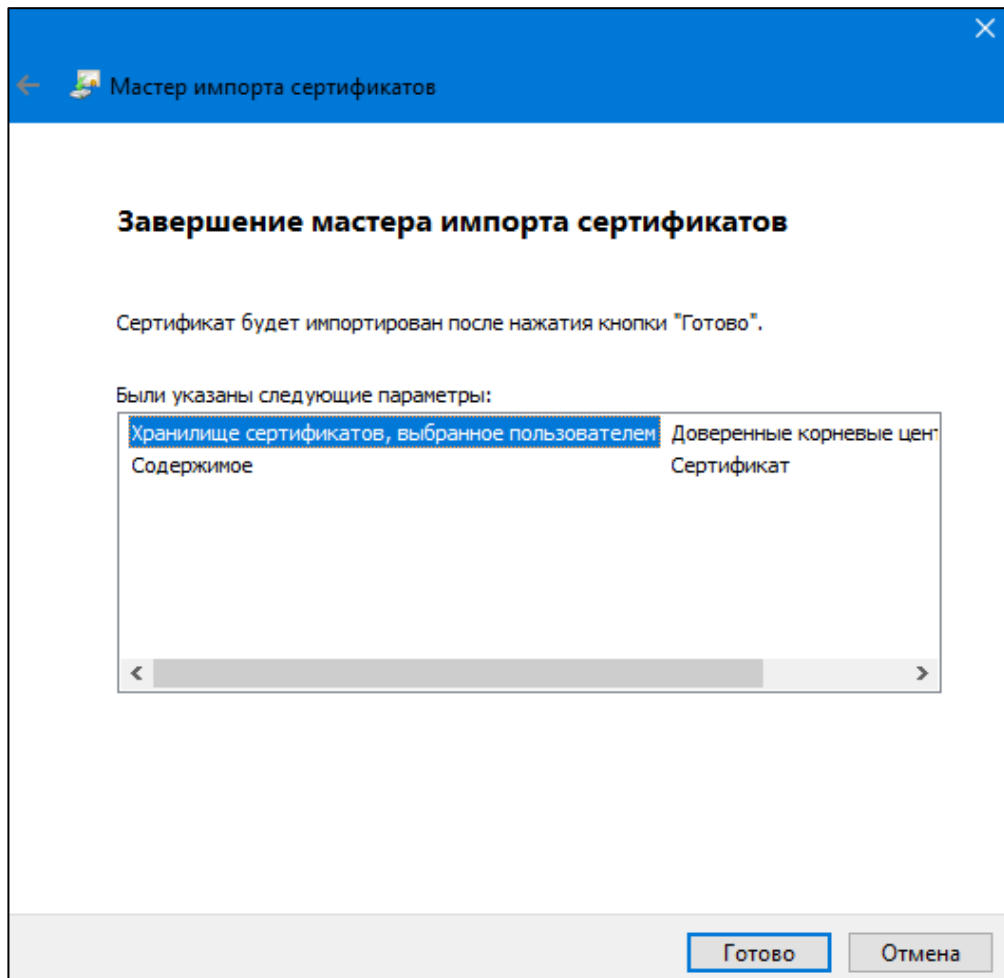 Мастер импорта сертификатов
Завершение мастера импорта сертификатов
Сертификат будет импортирован после нажатия кнопки "Готово".
Были указаны следующие параметры:
Хранилище сертификатов, выбранное пользователем Доверенные корневые цент
Содержимое Сертификат
Готово Отмена